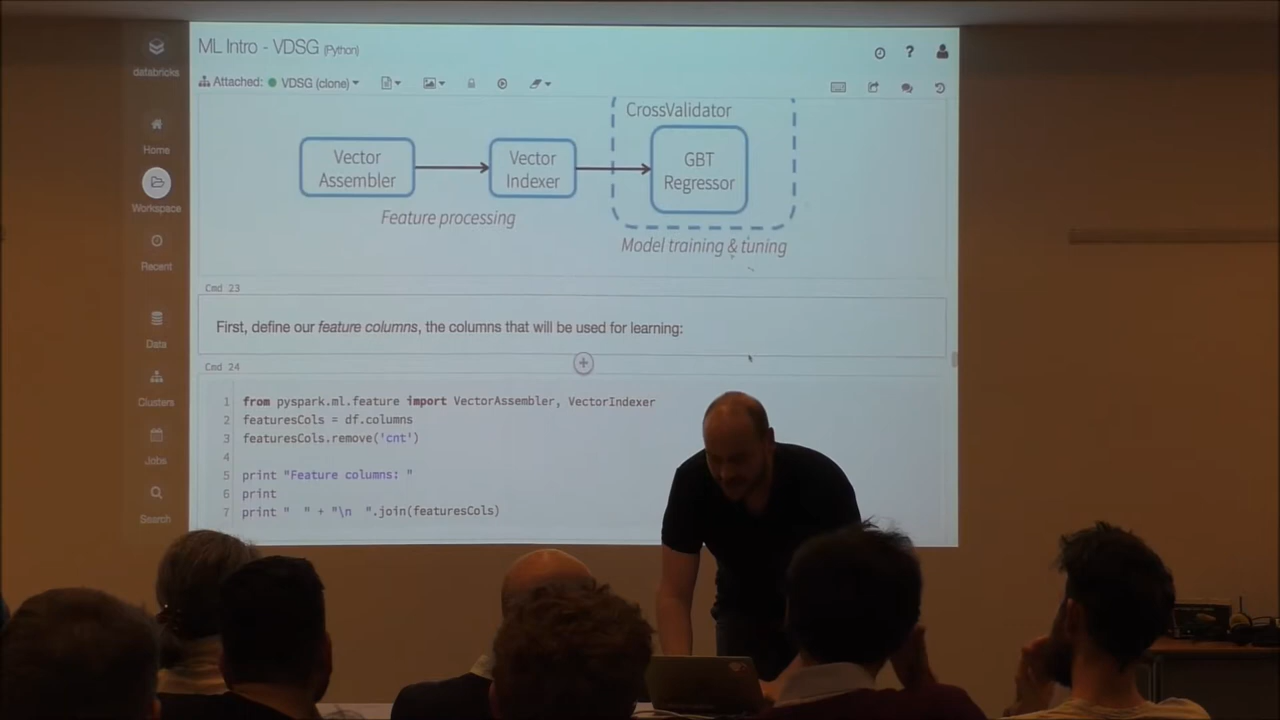 databricks
Home
Workspace
Recent
Data
Clusters
Jobs
Search
ML Intro - VDSG (Python)
?
Attached: VDSG (clone)
CrossValidator
Vector
Assembler
Vector
Indexer
GBT
Regressor
Feature processing
Model training & tuning
Cmd 23
First, define our feature columns, the columns that will be used for learning:
+
Cmd 24
1 from pyspark.ml.feature import VectorAssembler, VectorIndexer
2 featuresCols = df.columns
3 featuresCols.remove('cnt')
4
5 print "Feature columns: "
6 print
7 print "  " + "\n  ".join(featuresCols)